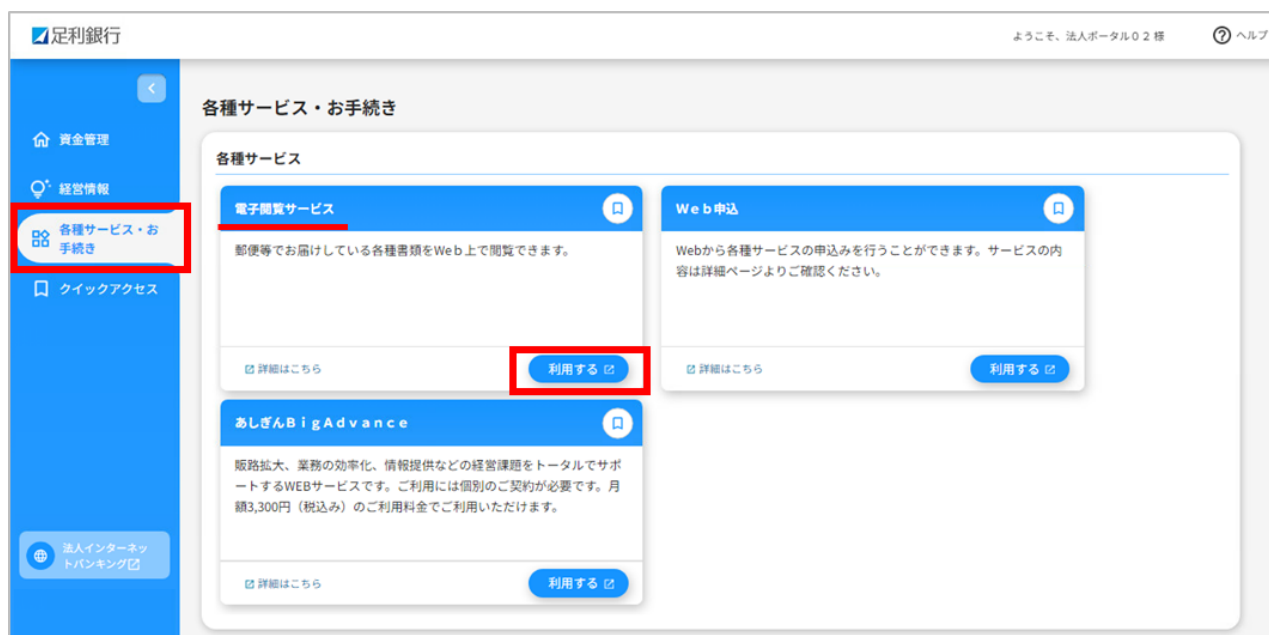 足利銀行
ようこそ、法人ポータル０２様
ヘルプ
資金管理
経営情報
各種サービス・お
手続き
クイックアクセス
法人インターネッ
トバンキング
各種サービス・お手続き
各種サービス
電子閲覧サービス
郵便等でお届けしている各種書類をWeb上で閲覧できます。
詳細はこちら
利用する
Ｗｅｂ申込
Webから各種サービスの申込みを行うことができます。サービスの内
容は詳細ページよりご確認ください。
詳細はこちら
利用する
あしぎんＢｉｇＡｄｖａｎｃｅ
販路拡大、業務の効率化、情報提供などの経営課題をトータルでサポ
ートするWEBサービスです。ご利用には個別のご契約が必要です。月
額3,300円（税込み）のご利用料金でご利用いただけます。
詳細はこちら
利用する